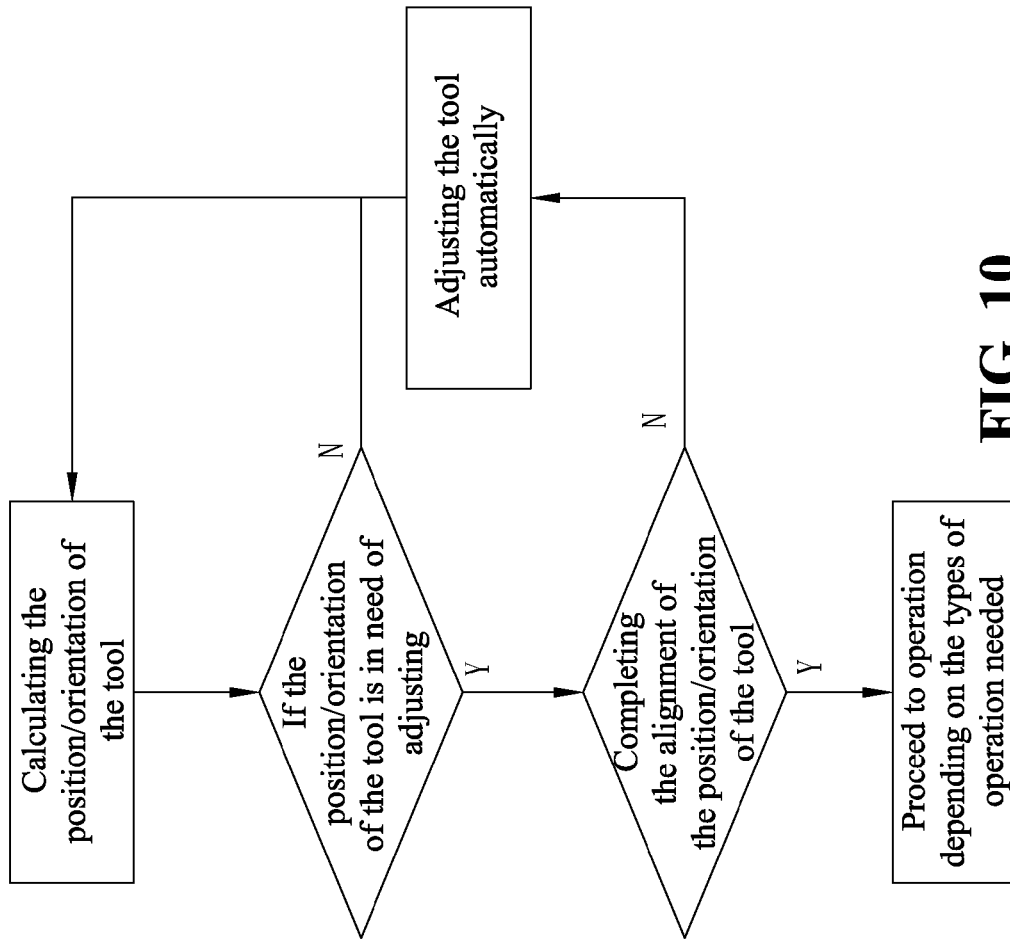 Calculating the
position/orientation of
the tool
If the
position/orientation
of the tool is in need of
adjusting
N
Y
Completing
the alignment of
the position/orientation
of the tool
N
Y
Adjusting the tool
automatically
Proceed to operation
depending on the types of
operation needed
FIG. 10